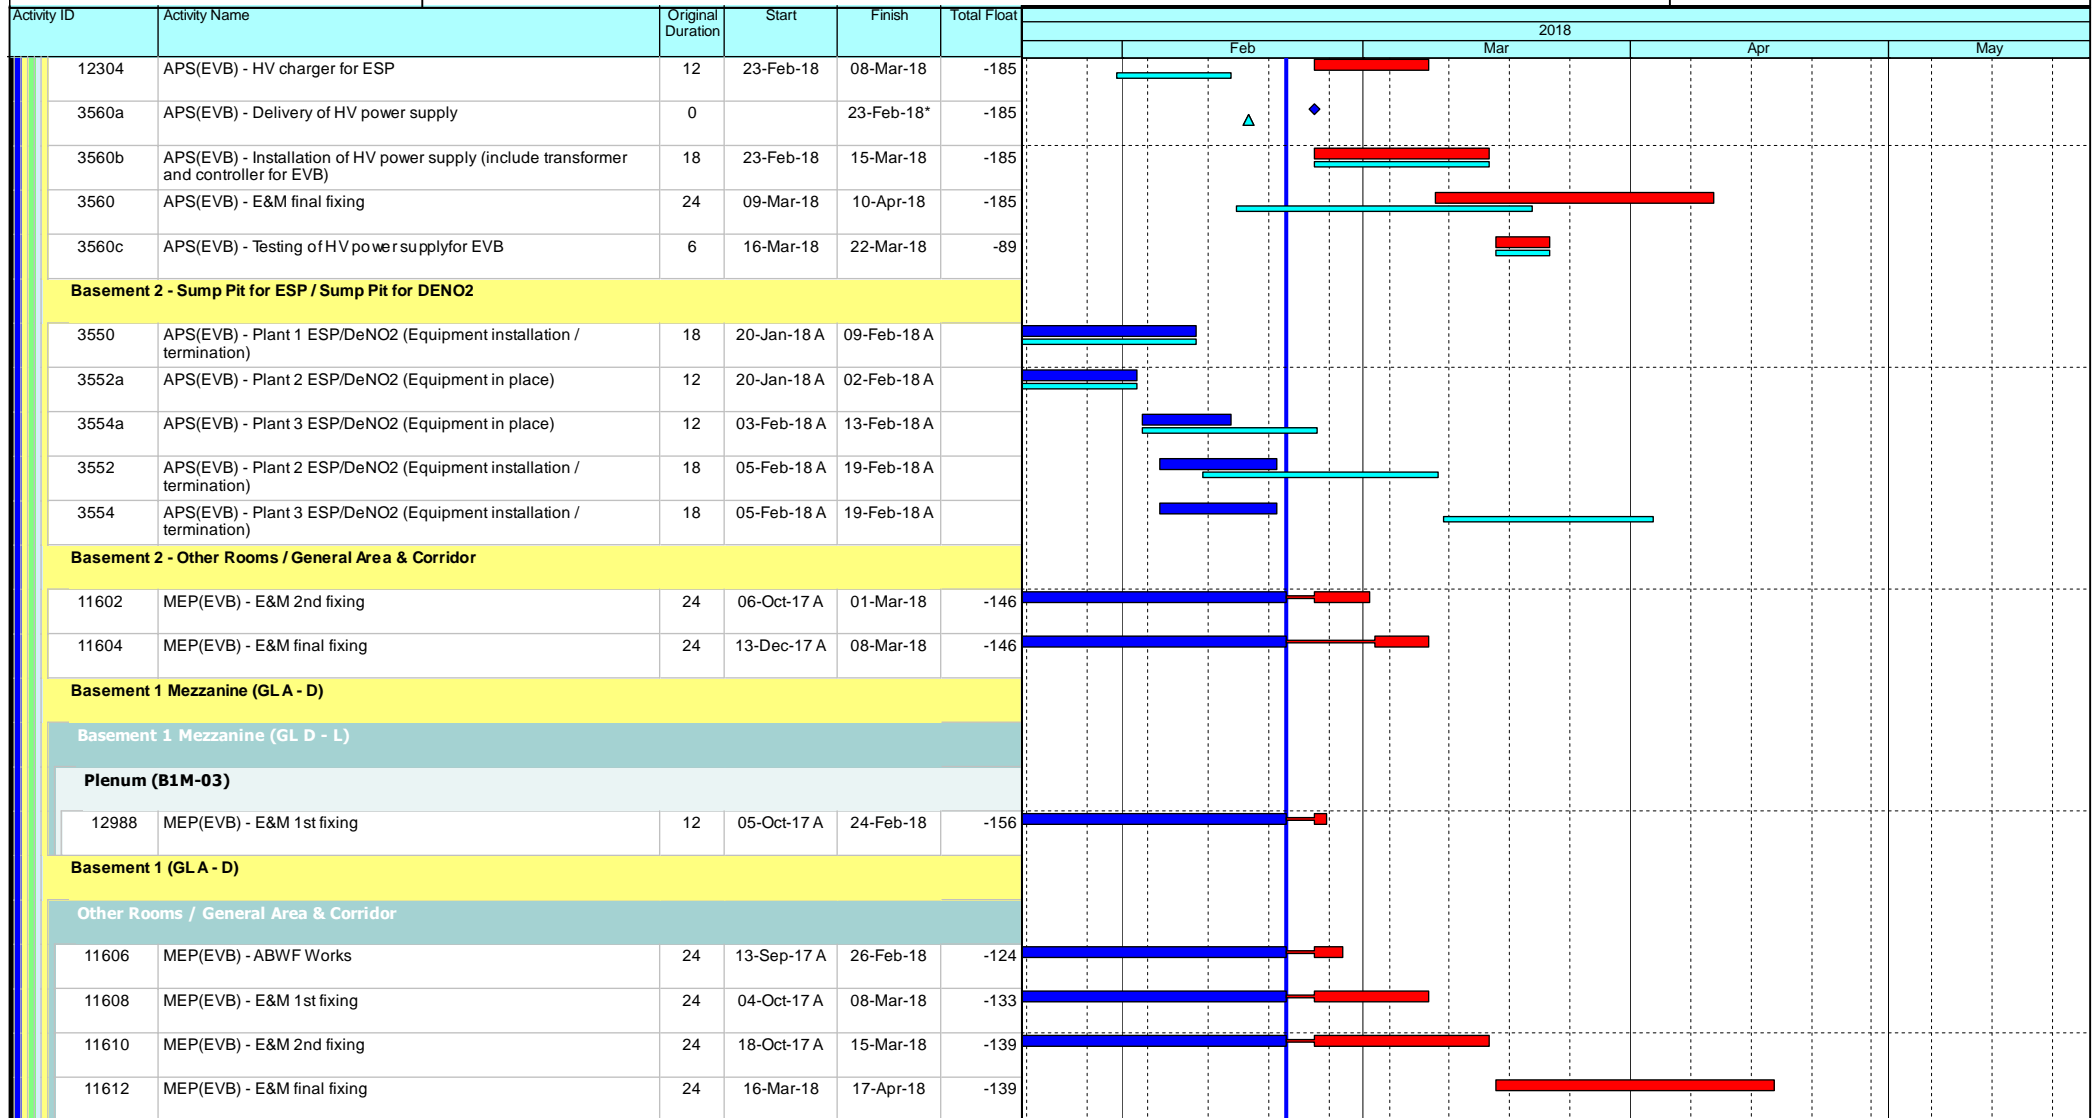 Activity ID Activity Name Original Duration Start Finish Total Float
2018
Feb Mar Apr May
12304 APS(EVB) - HV charger for ESP 12 23-Feb-18 08-Mar-18 -185
3560a APS(EVB) - Delivery of HV power supply 0 23-Feb-18* -185
3560b APS(EVB) - Installation of HV power supply (include transformer 18 23-Feb-18 15-Mar-18 -185
and controller for EVB)
3560 APS(EVB) - E&M final fixing 24 09-Mar-18 10-Apr-18 -185
3560c APS(EVB) - Testing of HV power supplyfor EVB 6 16-Mar-18 22-Mar-18 -89
Basement 2 - Sump Pit for ESP / Sump Pit for DENO2
3550 APS(EVB) - Plant 1 ESP/DeNO2 (Equipment installation / 18 20-Jan-18 A 09-Feb-18 A
termination)
3552a APS(EVB) - Plant 2 ESP/DeNO2 (Equipment in place) 12 20-Jan-18 A 02-Feb-18 A
3554a APS(EVB) - Plant 3 ESP/DeNO2 (Equipment in place) 12 03-Feb-18 A 13-Feb-18 A
3552 APS(EVB) - Plant 2 ESP/DeNO2 (Equipment installation / 18 05-Feb-18 A 19-Feb-18 A
termination)
3554 APS(EVB) - Plant 3 ESP/DeNO2 (Equipment installation / 18 05-Feb-18 A 19-Feb-18 A
termination)
Basement 2 - Other Rooms / General Area & Corridor
11602 MEP(EVB) - E&M 2nd fixing 24 06-Oct-17 A 01-Mar-18 -146
11604 MEP(EVB) - E&M final fixing 24 13-Dec-17 A 08-Mar-18 -146
Basement 1 Mezzanine (GL A - D)
Basement 1 Mezzanine (GL D - L)
Plenum (B1M-03)
12988 MEP(EVB) - E&M 1st fixing 12 05-Oct-17 A 24-Feb-18 -156
Basement 1 (GL A - D)
Other Rooms / General Area & Corridor
11606 MEP(EVB) - ABWF Works 24 13-Sep-17 A 26-Feb-18 -124
11608 MEP(EVB) - E&M 1st fixing 24 04-Oct-17 A 08-Mar-18 -133
11610 MEP(EVB) - E&M 2nd fixing 24 18-Oct-17 A 15-Mar-18 -139
11612 MEP(EVB) - E&M final fixing 24 16-Mar-18 17-Apr-18 -139